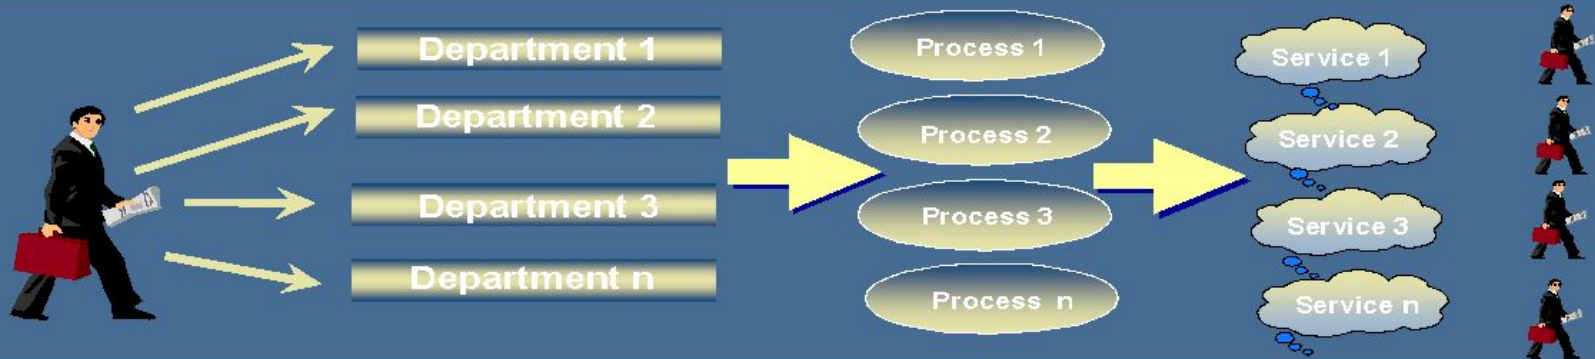 Department 1
Department 2
Department 3
Department n
Process 1
Process 2
Process 3
Process n
Service 1
Service 2
Service 3
Service n